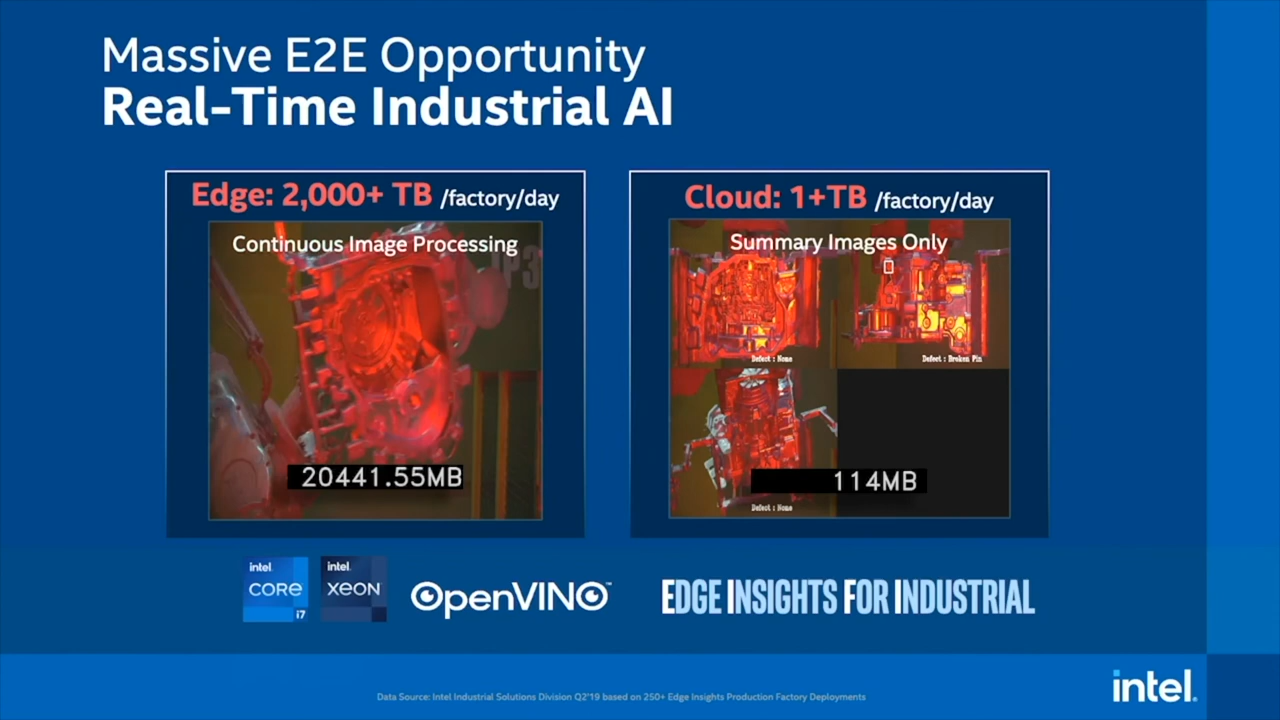 Massive E2E Opportunity
Real-Time Industrial AI
Edge: 2,000+ TB /factory/day
Continuous Image Processing
P3
20441.55MB
Cloud: 1+TB /factory/day
Summary Images Only
Defect : None
Defect : Broken Pin
114MB
Defect : None
intel.
CORE
i7
intel.
XEON
OpenVINO™
EDGE INSIGHTS FOR INDUSTRIAL
Data Source: Intel Industrial Solutions Division Q2'19 based on 250+ Edge Insights Production Factory Deployments
intel.